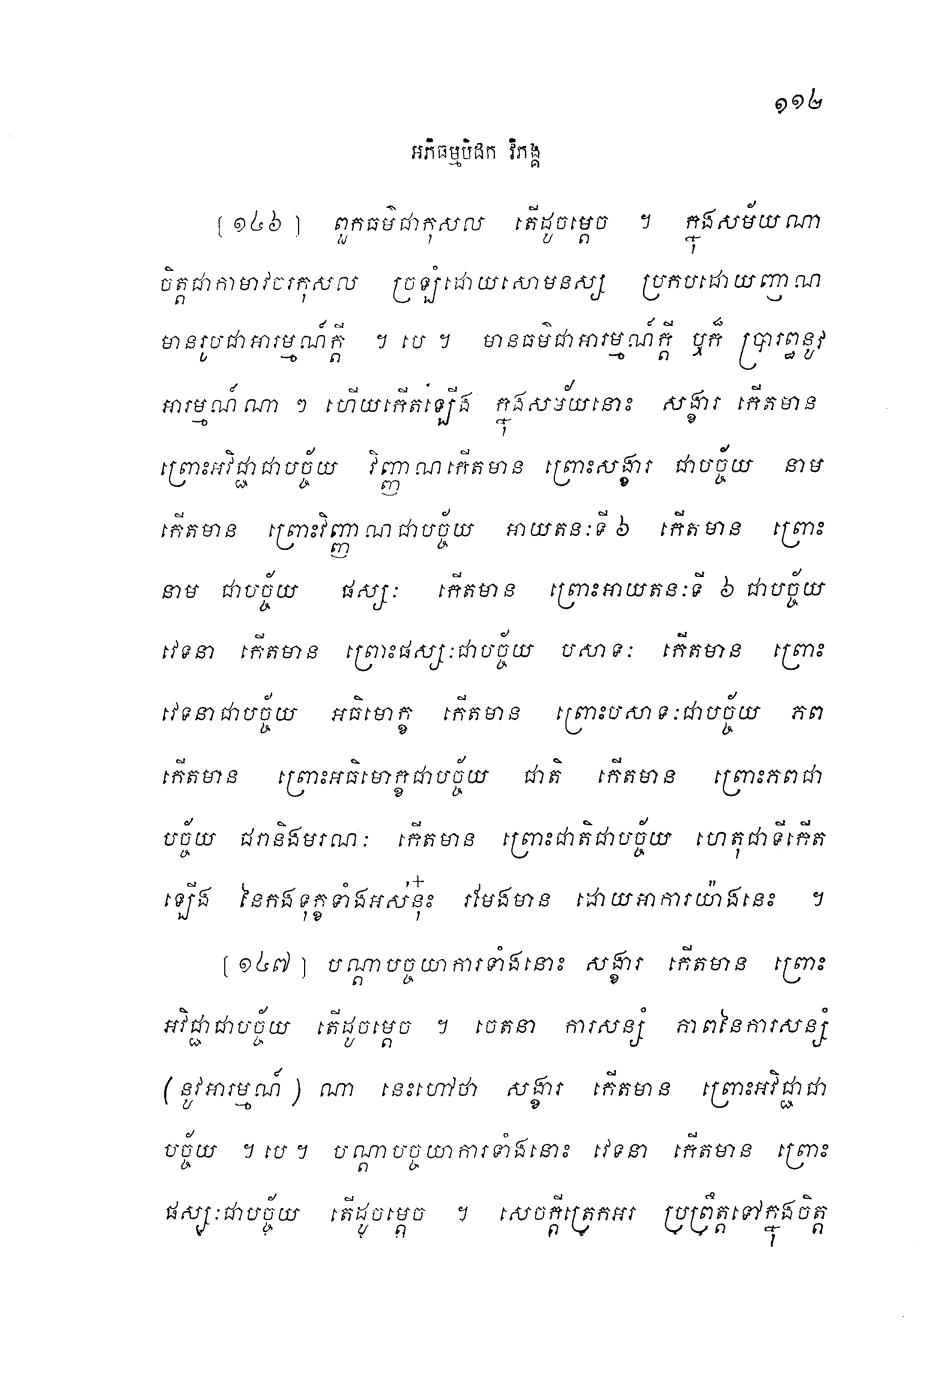 ១១២
អភិធម្មបិដក វិភង្គ
[១៤៦] ពួកធម៌ជាកុសល តើដូចម្តេច ។ ក្នុងសម័យណា
ចិត្តជាកាមាវចរកុសល ច្រឡំដោយសោមនស្ស ប្រកបដោយញាណ
មានរូបជាអារម្មណ៍ក្តី ។ បេ ។ មានធម៌ជាអារម្មណ៍ក្តី ឬក៏ ប្រារព្ធនូវ
អារម្មណ៍ណា ៗ ហើយកើតឡើង ក្នុងសម័យនោះ សង្ខារ កើតមាន
ព្រោះអវិជ្ជាជាបច្ច័យ វិញ្ញាណកើតមាន ព្រោះសង្ខារ ជាបច្ច័យ នាម
កើតមាន ព្រោះវិញ្ញាណជាបច្ច័យ អាយតនៈទី ៦ កើតមាន ព្រោះ
នាម ជាបច្ច័យ ផស្សៈ កើតមាន ព្រោះអាយតនៈទី ៦ ជាបច្ច័យ
វេទនា កើតមាន ព្រោះផស្សៈជាបច្ច័យ បសាទៈ កើតមាន ព្រោះ
វេទនាជាបច្ច័យ អធិមោក្ខ កើតមាន ព្រោះបសាទៈជាបច្ច័យ ភព
កើតមាន ព្រោះអធិមោក្ខជាបច្ច័យ ជាតិ កើតមាន ព្រោះភពជា
បច្ច័យ ជរានិងមរណៈ កើតមាន ព្រោះជាតិជាបច្ច័យ ហេតុជាទីកើត
ឡើង នៃកងទុក្ខទាំងអស់នុ៎ះ រមែងមាន ដោយអាការយ៉ាងនេះ ។
[១៤៧] បណ្តាបច្ចយាការទាំងនោះ សង្ខារ កើតមាន ព្រោះ
អវិជ្ជាជាបច្ច័យ តើដូចម្តេច ។ ចេតនា ការសន្សំ ភាពនៃការសន្សំ
(នូវអារម្មណ៍) ណា នេះហៅថា សង្ខារ កើតមាន ព្រោះអវិជ្ជាជា
បច្ច័យ ។ បេ ។ បណ្តាបច្ចយាការទាំងនោះ វេទនា កើតមាន ព្រោះ
ផស្សៈជាបច្ច័យ តើដូចម្តេច ។ សេចក្តីត្រេកអរ ប្រព្រឹត្តទៅក្នុងចិត្ត